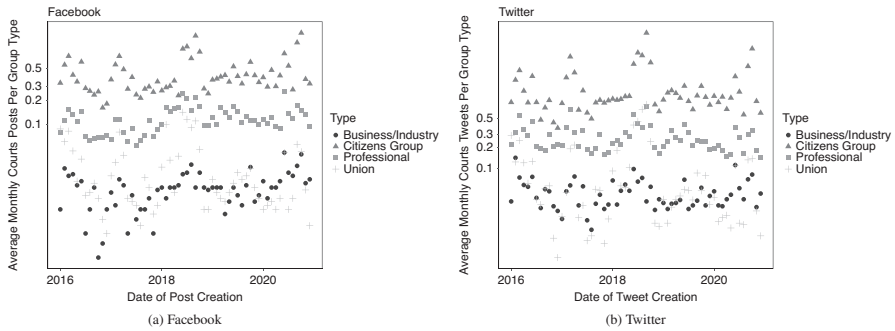 Facebook
Average Monthly Courts Posts Per Group Type
0.5
0.3
0.2
0.1
2016
2018
2020
Date of Post Creation
Type
Business/Industry
Citizens Group
Professional
Union
(a) Facebook
Twitter
Average Monthly Courts Tweets Per Group Type
0.5
0.3
0.2
0.1
2016
2018
2020
Date of Tweet Creation
Type
Business/Industry
Citizens Group
Professional
Union
(b) Twitter